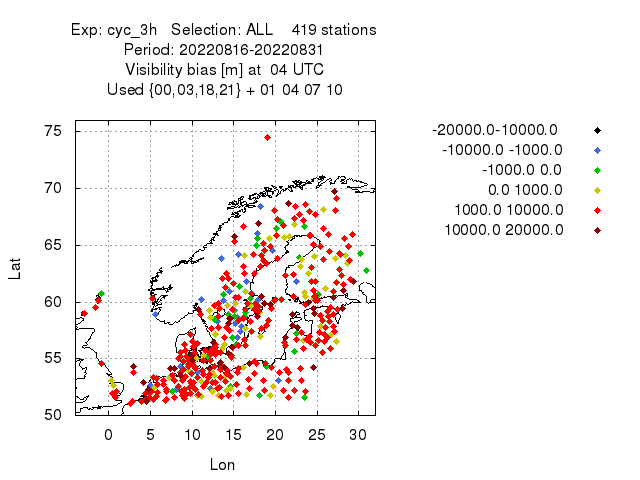 Exp: cyc_3h Selection: ALL 419 stations
Period: 20220816-20220831
Visibility bias [m] at 04 UTC
Used {00,03,18,21} + 01 04 07 10
-20000.0-10000.0
-10000.0 -1000.0
-1000.0 0.0
0.0 1000.0
1000.0 10000.0
10000.0 20000.0
75
70
65
60
55
50
Lat
0 5 10 15 20 25 30
Lon